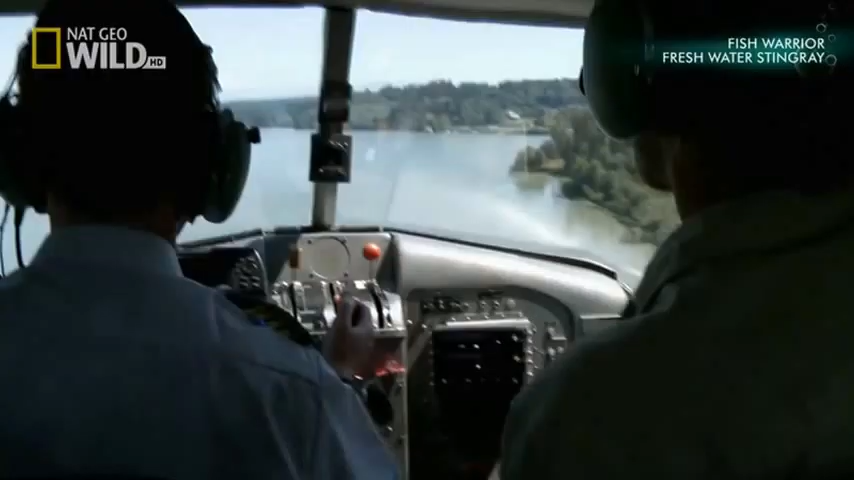 NAT GEO
WILD HD
FISH WARRIOR
FRESH WATER STINGRAY